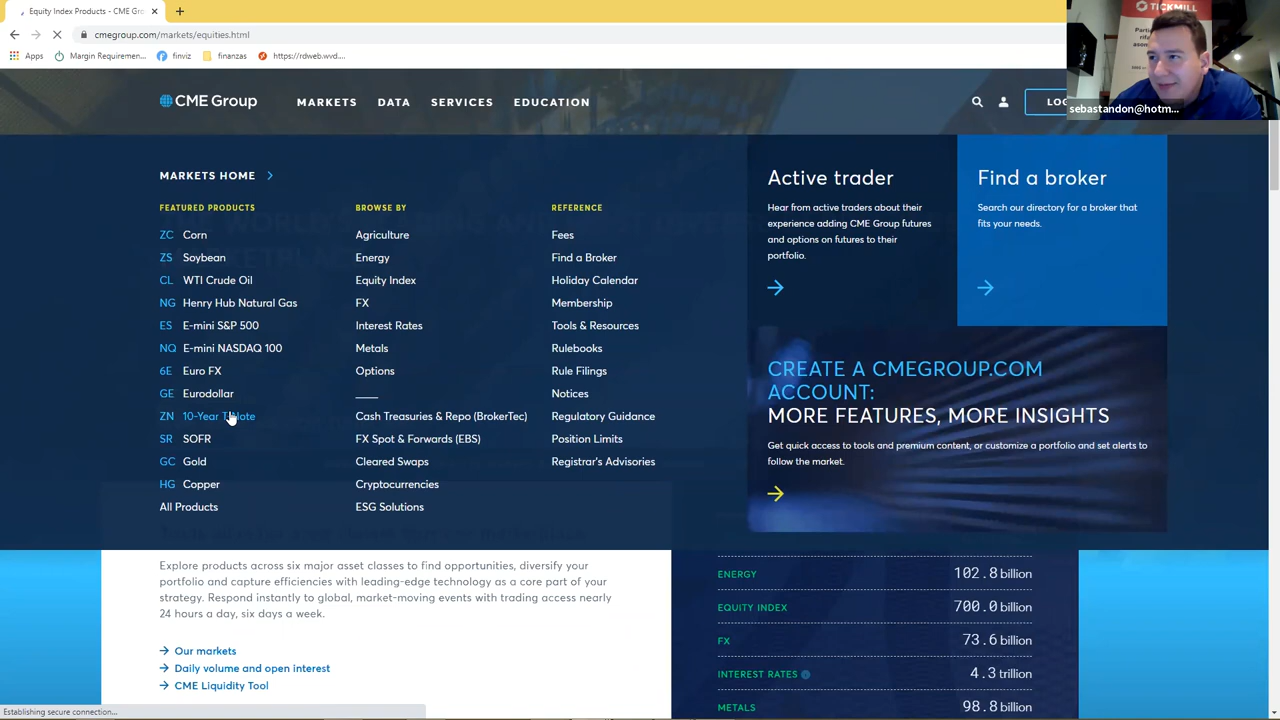 Equity Index Products - CME Gro
cmegroup.com/markets/equities.html
Apps
Margin Requiremen...
finviz
finanzas
https://rdweb.wvd....
TICKMILL
sebastandon@hotm...
CME Group
MARKETS
DATA
SERVICES
EDUCATION
LOG
MARKETS HOME
FEATURED PRODUCTS
ZC Corn
ZS Soybean
CL WTI Crude Oil
NG Henry Hub Natural Gas
ES E-mini S&P 500
NQ E-mini NASDAQ 100
6E Euro FX
GE Eurodollar
ZN 10-Year T-Note
SR SOFR
GC Gold
HG Copper
All Products
BROWSE BY
Agriculture
Energy
Equity Index
FX
Interest Rates
Metals
Options
Cash Treasuries & Repo (BrokerTec)
FX Spot & Forwards (EBS)
Cleared Swaps
Cryptocurrencies
ESG Solutions
REFERENCE
Fees
Find a Broker
Holiday Calendar
Membership
Tools & Resources
Rulebooks
Rule Filings
Notices
Regulatory Guidance
Position Limits
Registrar's Advisories
Active trader
Hear from active traders about their
experience adding CME Group futures
and options on futures to their
portfolio.
Find a broker
Search our directory for a broker that
fits your needs.
CREATE A CMEGROUP.COM
ACCOUNT:
MORE FEATURES, MORE INSIGHTS
Get quick access to tools and premium content, or customize a portfolio and set alerts to
follow the market.
Explore products across six major asset classes to find opportunities, diversify your
portfolio and capture efficiencies with leading-edge technology as a core part of your
strategy. Respond instantly to global, market-moving events with trading access nearly
24 hours a day, six days a week.
Our markets
Daily volume and open interest
CME Liquidity Tool
ENERGY 102.8 billion
EQUITY INDEX 700.0 billion
FX 73.6 billion
INTEREST RATES 4.3 trillion
METALS 98.8 billion
Establishing secure connection...